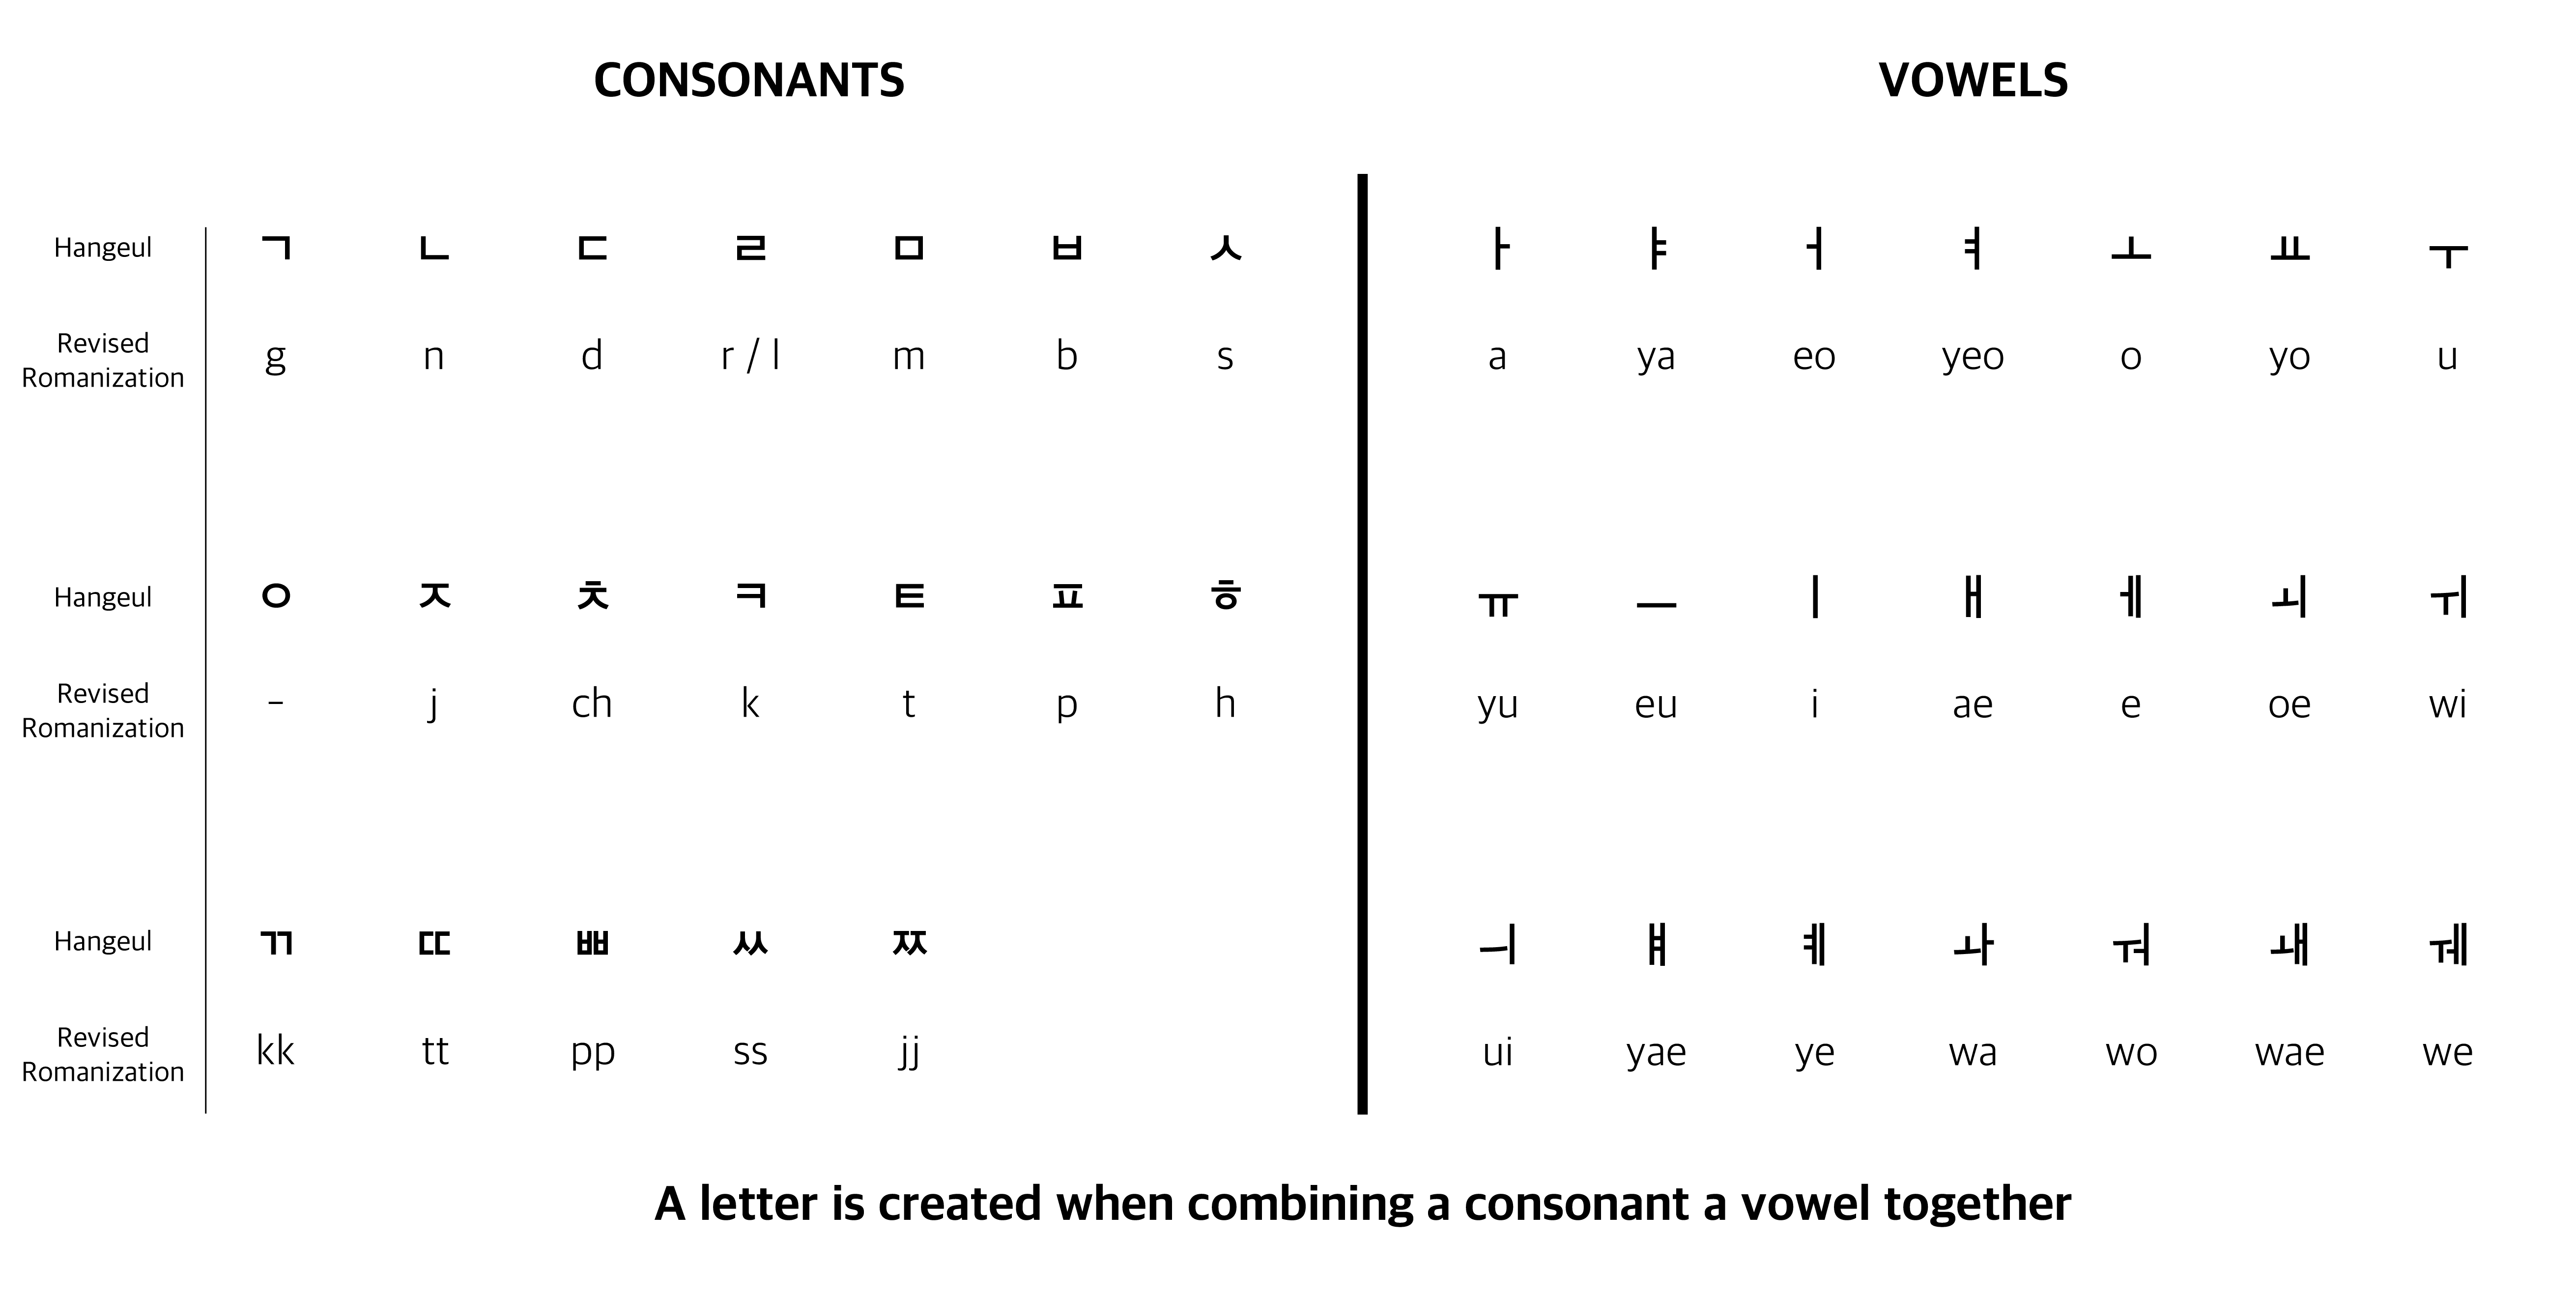 CONSONANTS VOWELS
Hangeul ㄱ ㄴ ㄷ ㄹ ㅁ ㅂ ㅅ ㅏ ㅑ ㅓ ㅕ ㅗ ㅛ ㅜ
Revised
Romanization g n d r / l m b s a ya eo yeo o yo u
Hangeul ㅇ ㅈ ㅊ ㅋ ㅌ ㅍ ㅎ ㅠ ㅡ ㅣ ㅐ ㅔ ㅚ ㅟ
Revised
Romanization - j ch k t p h yu eu i ae e oe wi
Hangeul ㄲ ㄸ ㅃ ㅆ ㅉ ㅢ ㅒ ㅖ ㅘ ㅝ ㅙ ㅞ
Revised
Romanization kk tt pp ss jj ui yae ye wa wo wae we
A letter is created when combining a consonant a vowel together